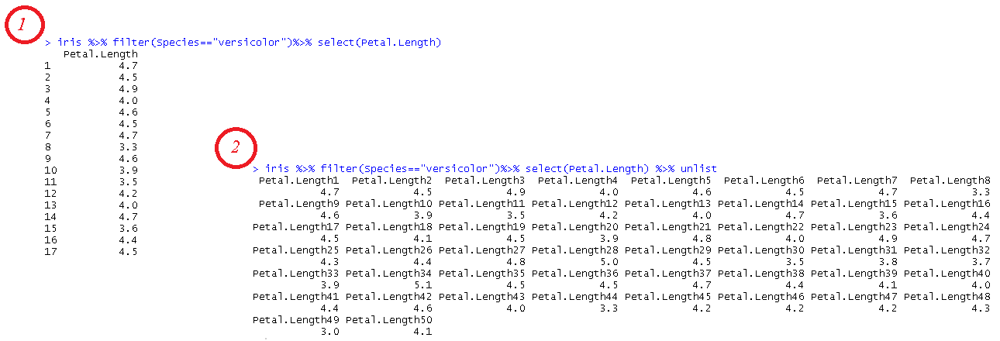 1
> iris %>% filter(Species=="versicolor")%>% select(Petal.Length)
Petal.Length
1 4.7
2 4.5
3 4.9
4 4.0
5 4.6
6 4.5
7 4.7
8 3.3
9 4.6
10 3.9
11 3.5
12 4.2
13 4.0
14 4.7
15 3.6
16 4.4
17 4.5
2
> iris %>% filter(Species=="versicolor")%>% select(Petal.Length) %>% unlist
Petal.Length1 Petal.Length2 Petal.Length3 Petal.Length4 Petal.Length5 Petal.Length6 Petal.Length7 Petal.Length8
4.7 4.5 4.9 4.0 4.6 4.5 4.7 3.3
Petal.Length9 Petal.Length10 Petal.Length11 Petal.Length12 Petal.Length13 Petal.Length14 Petal.Length15 Petal.Length16
4.6 3.9 3.5 4.2 4.0 4.7 3.6 4.4
Petal.Length17 Petal.Length18 Petal.Length19 Petal.Length20 Petal.Length21 Petal.Length22 Petal.Length23 Petal.Length24
4.5 4.1 4.5 3.9 4.8 4.0 4.9 4.7
Petal.Length25 Petal.Length26 Petal.Length27 Petal.Length28 Petal.Length29 Petal.Length30 Petal.Length31 Petal.Length32
4.3 4.4 4.8 5.0 4.5 3.5 3.8 3.7
Petal.Length33 Petal.Length34 Petal.Length35 Petal.Length36 Petal.Length37 Petal.Length38 Petal.Length39 Petal.Length40
3.9 5.1 4.5 4.5 4.7 4.4 4.1 4.0
Petal.Length41 Petal.Length42 Petal.Length43 Petal.Length44 Petal.Length45 Petal.Length46 Petal.Length47 Petal.Length48
4.4 4.6 4.0 3.3 4.2 4.2 4.2 4.3
Petal.Length49 Petal.Length50
3.0 4.1